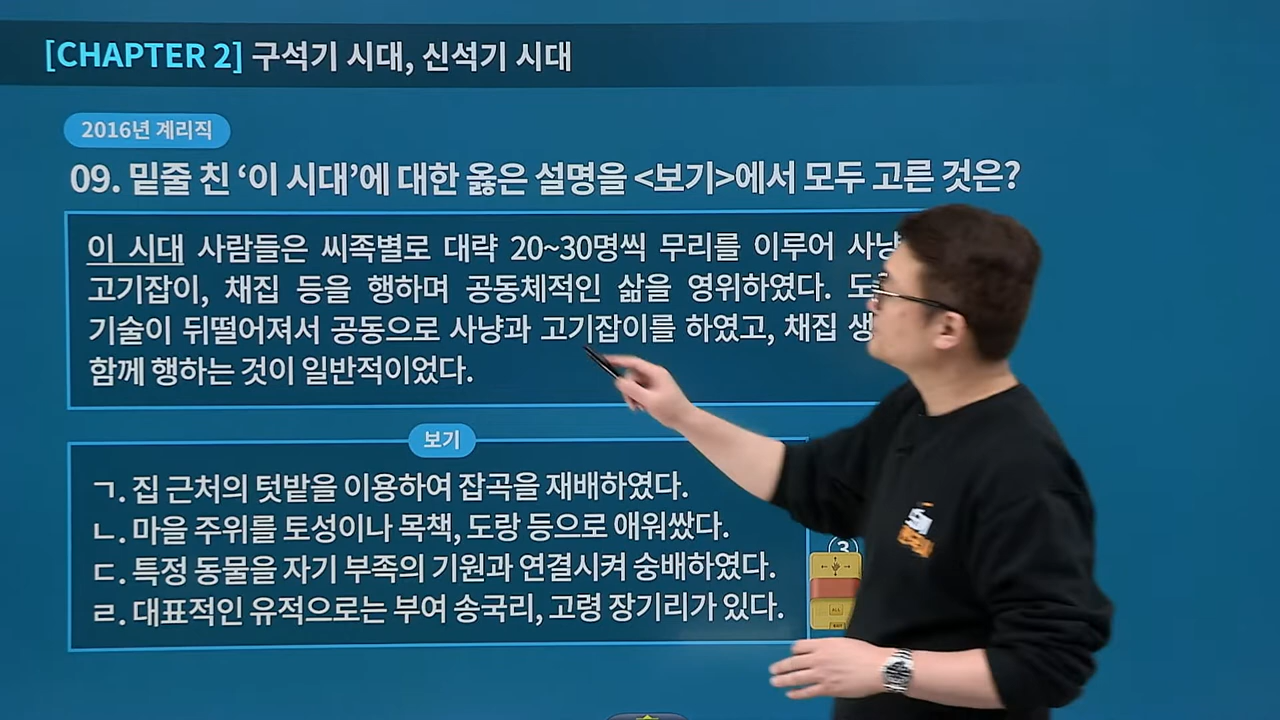 [CHAPTER 2] 구석기 시대, 신석기 시대
2016년 계리직
09. 밑줄 친 ‘이 시대’에 대한 옳은 설명을 <보기>에서 모두 고른 것은?
이 시대 사람들은 씨족별로 대략 20~30명씩 무리를 이루어 사냥
고기잡이, 채집 등을 행하며 공동체적인 삶을 영위하였다.
기술이 뒤떨어져서 공동으로 사냥과 고기잡이를 하였고, 채집
함께 행하는 것이 일반적이었다.
보기
ㄱ. 집 근처의 텃밭을 이용하여 잡곡을 재배하였다.
ㄴ. 마을 주위를 토성이나 목책, 도랑 등으로 애워쌌다.
ㄷ. 특정 동물을 자기 부족의 기원과 연결시켜 숭배하였다.
③
ㄹ. 대표적인 유적으로는 부여 송국리, 고령 장기리가 있다.
ALL